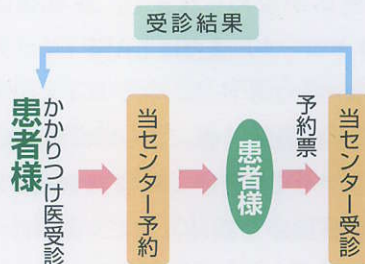 受診結果
患者様
かかりつけ医受診
当センター予約
患者様
予約票
当センター受診